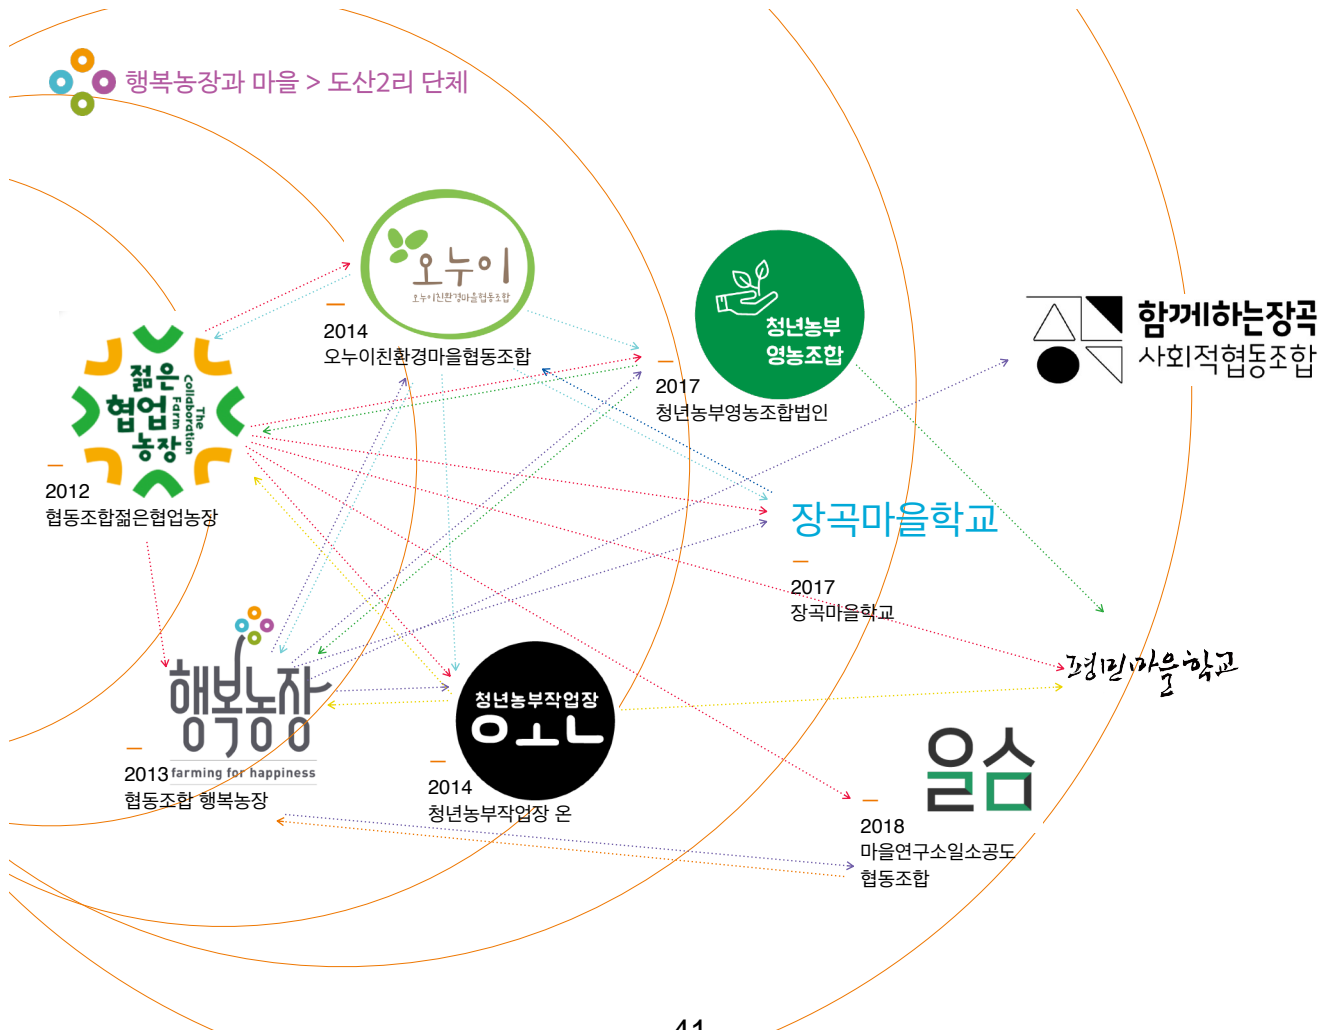 행복농장과 마을 > 도산2리 단체
오누이
오누이친환경마을협동조합
2014
오누이친환경마을협동조합
청년농부
영농조합
2017
청년농부영농조합법인
함께하는장곡
사회적협동조합
젊은
협업
농장
The
Collaboration
Farm
2012
협동조합젊은협업농장
장곡마을학교
2017
장곡마을학교
평민마을학교
행복농장
farming for happiness
2013
협동조합 행복농장
청년농부작업장
ㅇㅗㄴ
2014
청년농부작업장 온
일소
2018
마을연구소일소공도
협동조합
41